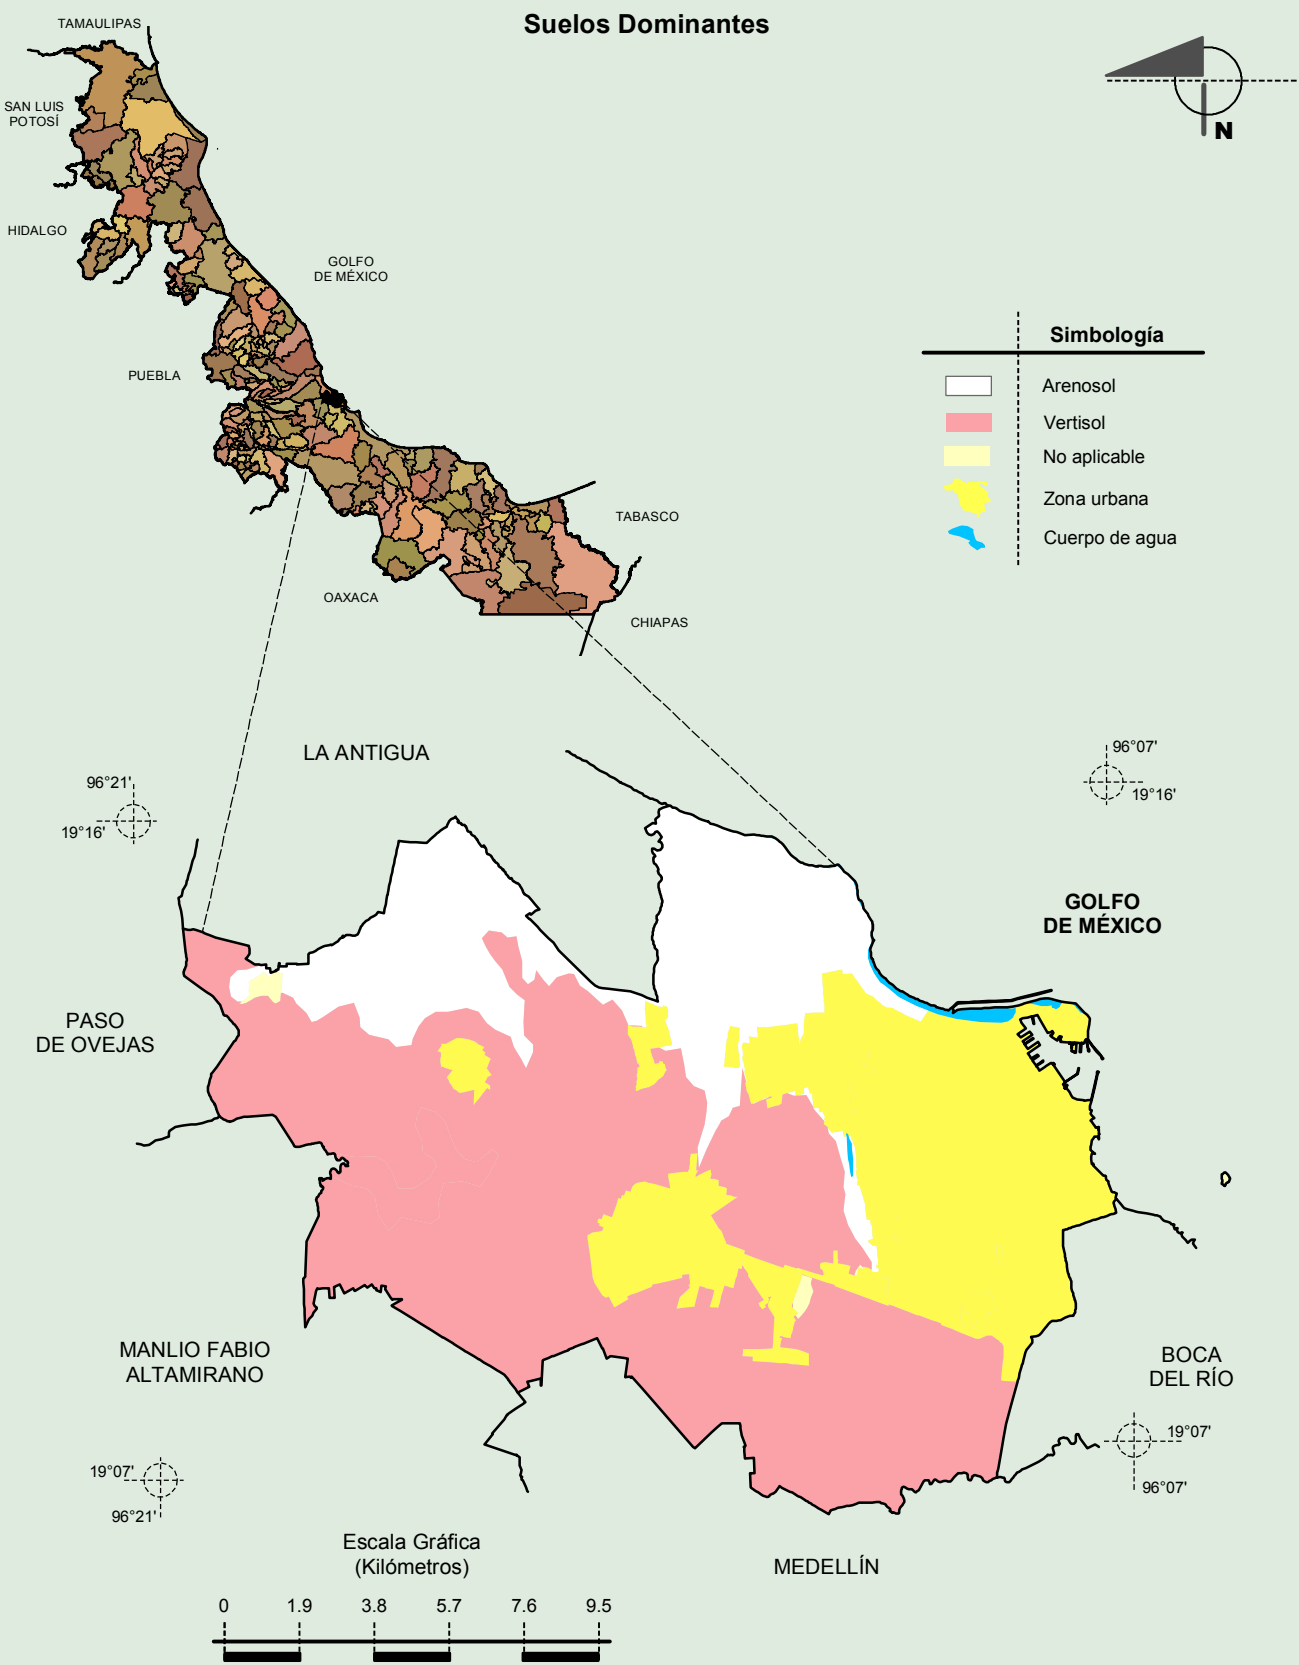 Suelos Dominantes
TAMAULIPAS
SAN LUIS
POTOSÍ
HIDALGO
GOLFO
DE MÉXICO
PUEBLA
TABASCO
OAXACA
CHIAPAS
N
Simbología
Arenosol
Vertisol
No aplicable
Zona urbana
Cuerpo de agua
LA ANTIGUA
96°21'
19°16'
96°07'
19°16'
GOLFO
DE MÉXICO
PASO
DE OVEJAS
MANLIO FABIO
ALTAMIRANO
BOCA
DEL RÍO
19°07'
96°21'
19°07'
96°07'
MEDELLÍN
Escala Gráfica
(Kilómetros)
0 1.9 3.8 5.7 7.6 9.5